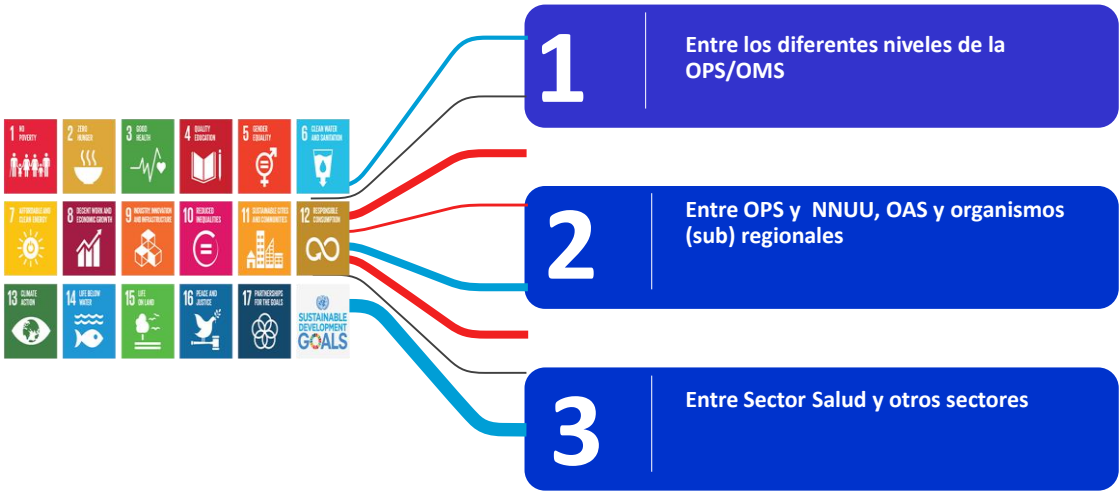 1 NO
POVERTY
2 ZERO
HUNGER
3 GOOD
HEALTH
4 QUALITY
EDUCATION
5 GENDER
EQUALITY
6 CLEAN WATER
AND SANITATION
7 AFFORDABLE AND
CLEAN ENERGY
8 DECENT WORK AND
ECONOMIC GROWTH
9 INDUSTRY, INNOVATION
AND INFRASTRUCTURE
10 REDUCED
INEQUALITIES
11 SUSTAINABLE CITIES
AND COMMUNITIES
12 RESPONSIBLE
CONSUMPTION
13 CLIMATE
ACTION
14 LIFE BELOW
WATER
15 LIFE
ON LAND
16 PEACE AND
JUSTICE
17 PARTNERSHIPS
FOR THE GOALS
SUSTAINABLE
DEVELOPMENT
GOALS
1
Entre los diferentes niveles de la
OPS/OMS
2
Entre OPS y NNUU, OAS y organismos
(sub) regionales
3
Entre Sector Salud y otros sectores